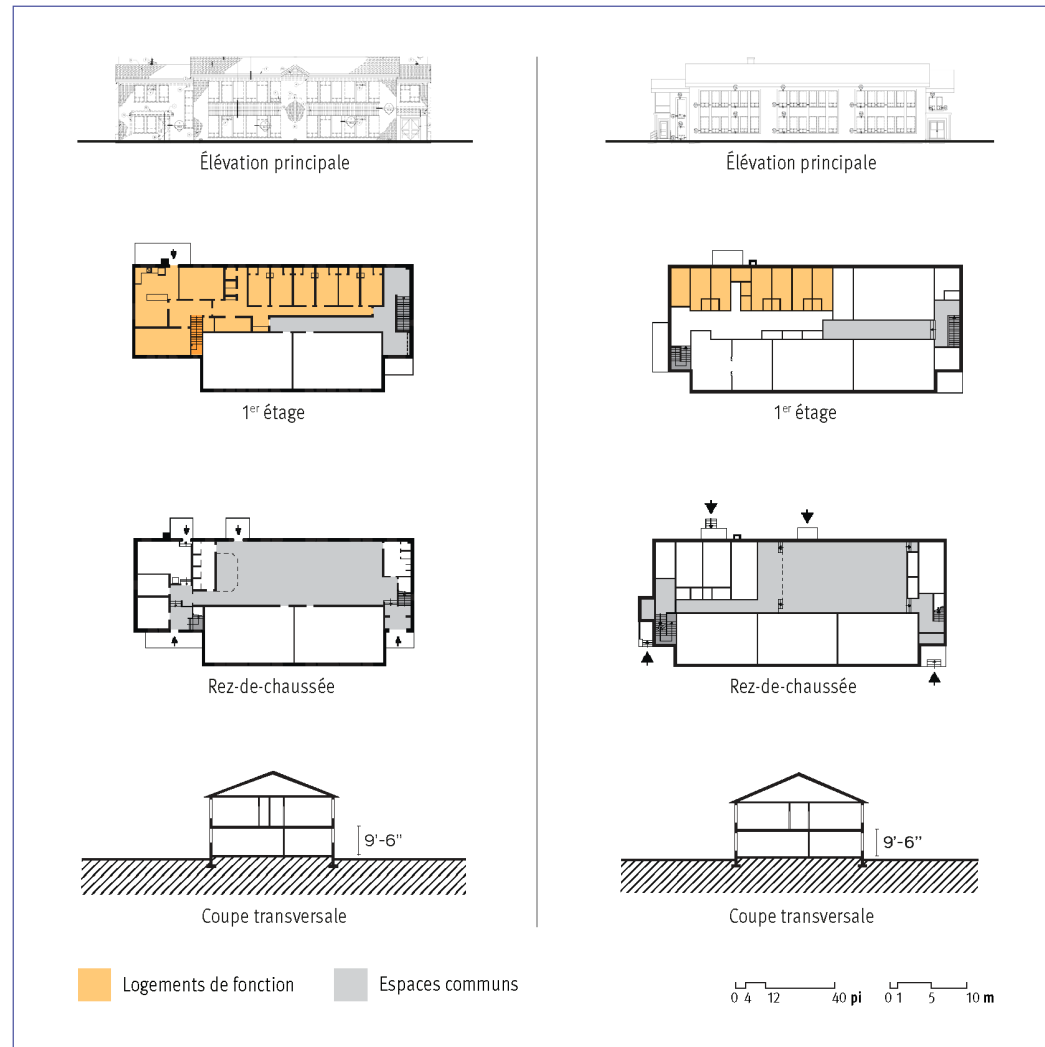 Élévation principale
1er étage
Rez-de-chaussée
9'-6"
Coupe transversale
Élévation principale
1er étage
Rez-de-chaussée
9'-6"
Coupe transversale
Logements de fonction
Espaces communs
0 4 12 40 pi
0 1 5 10 m